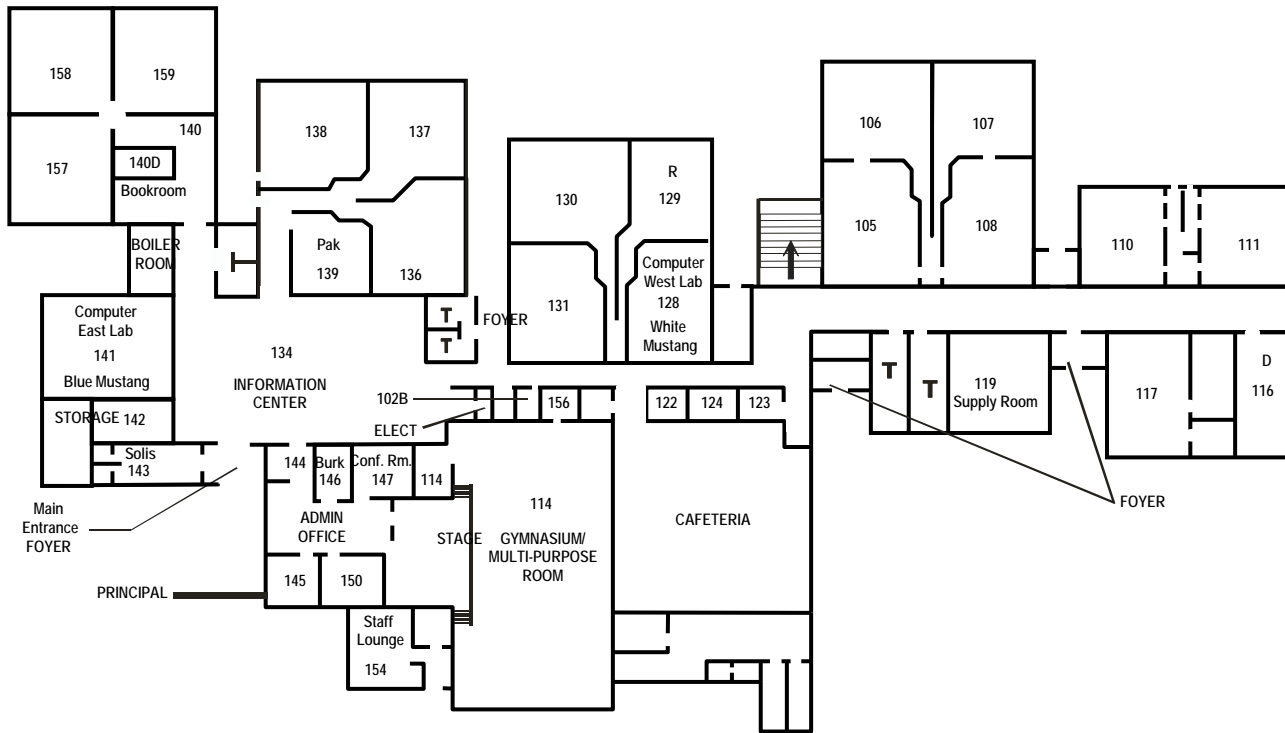 158
159
140
157
140D
Bookroom
138
137
Pak
139
136
130
R
129
131
Computer
West Lab
128
White
Mustang
106
107
105
108
110
111
BOILER
ROOM
T
T
T
FOYER
Computer
East Lab
141
Blue Mustang
134
INFORMATION
CENTER
STORAGE
142
Solis
143
102B
ELECT
156
122
124
123
T
T
119
Supply Room
117
D
116
FOYER
144
Burk
146
Conf. Rm.
147
114
Main
Entrance
FOYER
ADMIN
OFFICE
STAGE
114
GYMNASIUM/
MULTI-PURPOSE
ROOM
CAFETERIA
145
150
PRINCIPAL
Staff
Lounge
154